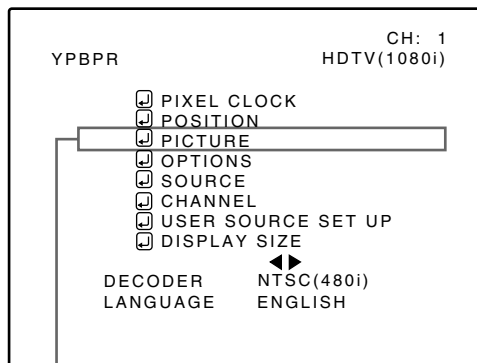 CH: 1
YPBPR HDTV(1080i)
PIXEL CLOCK
POSITION
PICTURE
OPTIONS
SOURCE
CHANNEL
USER SOURCE SET UP
DISPLAY SIZE
DECODER NTSC(480i)
LANGUAGE ENGLISH